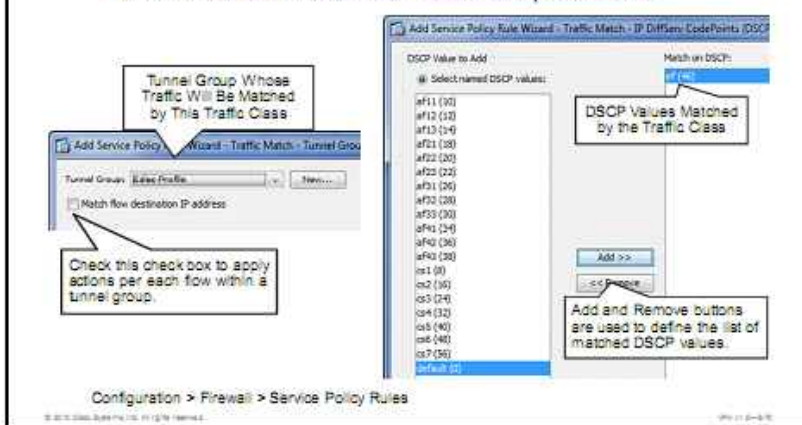 Add Service Policy Rule Wizard - Traffic Match - IP DiffServ CodePoints (DSCP
DSCP Value to Add
Match on DSCP:
Select named DSCP values:
ef (46)
af11 (10)
af12 (12)
af13 (14)
af21 (18)
af22 (20)
af23 (22)
af31 (26)
af32 (28)
af33 (30)
af41 (34)
af42 (36)
af43 (38)
cs1 (8)
cs2 (16)
cs3 (24)
cs4 (32)
cs5 (40)
cs6 (48)
cs7 (56)
default (0)
DSCP Values Matched
by the Traffic Class
Add >>
<< Remove
Add and Remove buttons
are used to define the list of
matched DSCP values.
Tunnel Group Whose
Traffic Will Be Matched
by This Traffic Class
Add Service Policy Wizard - Traffic Match - Tunnel Grou
Tunnel Group: Sales-Profile
New...
Match flow destination IP address
Check this check box to apply
actions per each flow within a
tunnel group.
Configuration > Firewall > Service Policy Rules